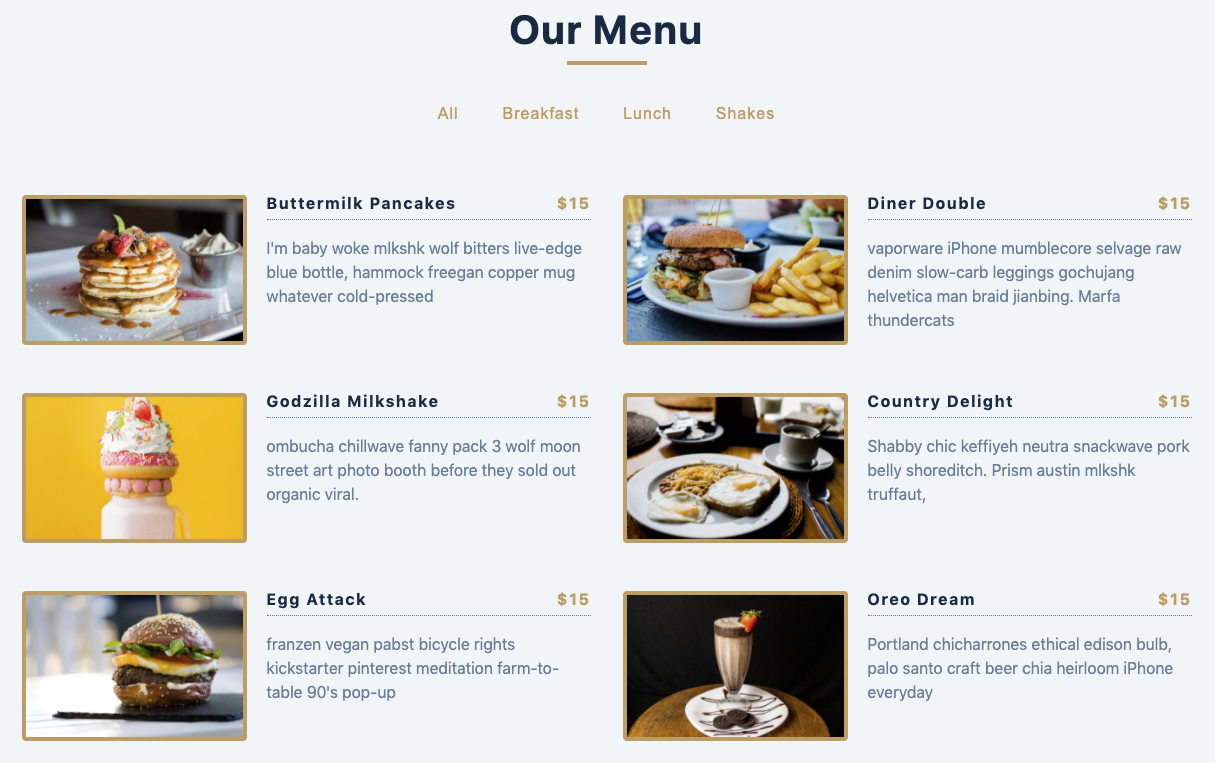 Our Menu
All Breakfast Lunch Shakes
Buttermilk Pancakes $15
I'm baby woke mlkshk wolf bitters live-edge
blue bottle, hammock freegan copper mug
whatever cold-pressed
Diner Double $15
vaporware iPhone mumblecore selvage raw
denim slow-carb leggings gochujang
helvetica man braid jianbing. Marfa
thundercats
Godzilla Milkshake $15
ombucha chillwave fanny pack 3 wolf moon
street art photo booth before they sold out
organic viral.
Country Delight $15
Shabby chic keffiyeh neutra snackwave pork
belly shoreditch. Prism austin mlkshk
truffaut,
Egg Attack $15
franzen vegan pabst bicycle rights
kickstarter pinterest meditation farm-to-
table 90's pop-up
Oreo Dream $15
Portland chicharrones ethical edison bulb,
palo santo craft beer chia heirloom iPhone
everyday